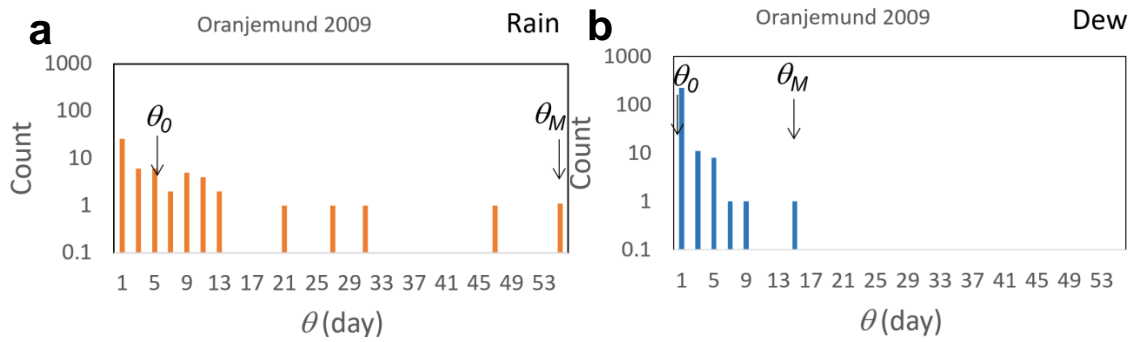 a
Oranjemund 2009
Rain
1000
100
10
1
0.1
Count
θ0
θM
1 5 9 13 17 21 25 29 33 37 41 45 49 53
θ (day)
b
Oranjemund 2009
Dew
1000
100
10
1
0.1
Count
θ0
θM
1 5 9 13 17 21 25 29 33 37 41 45 49 53
θ (day)